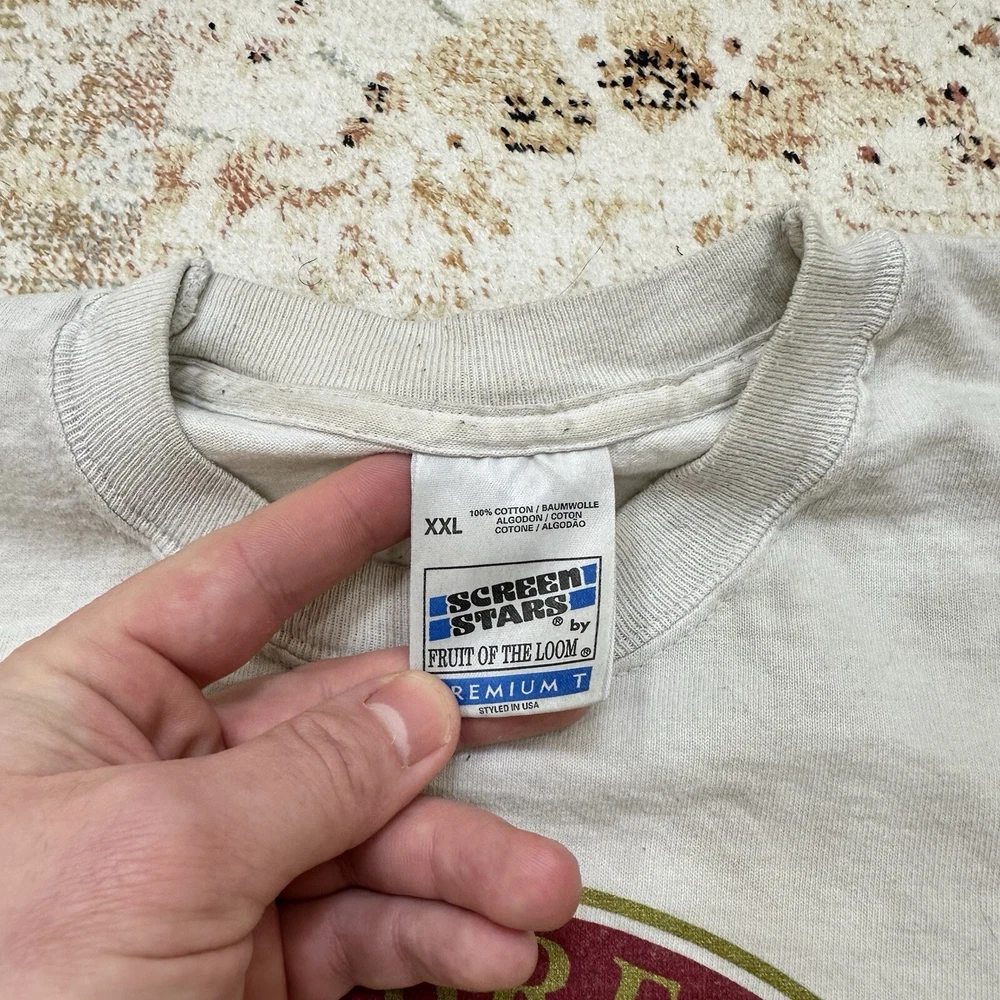 XXL
100% COTTON / BAUMWOLLE
ALGODON / COTON
COTONE / ALGODÃO
SCREEN
STARS® by
FRUIT OF THE LOOM®
REMIUM T
STYLED IN USA